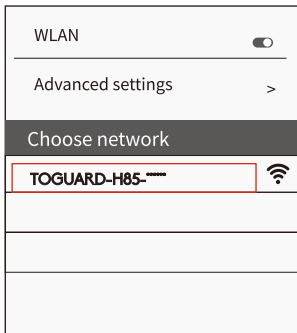 WLAN
Advanced settings
>
Choose network
TOGUARD-H85-******